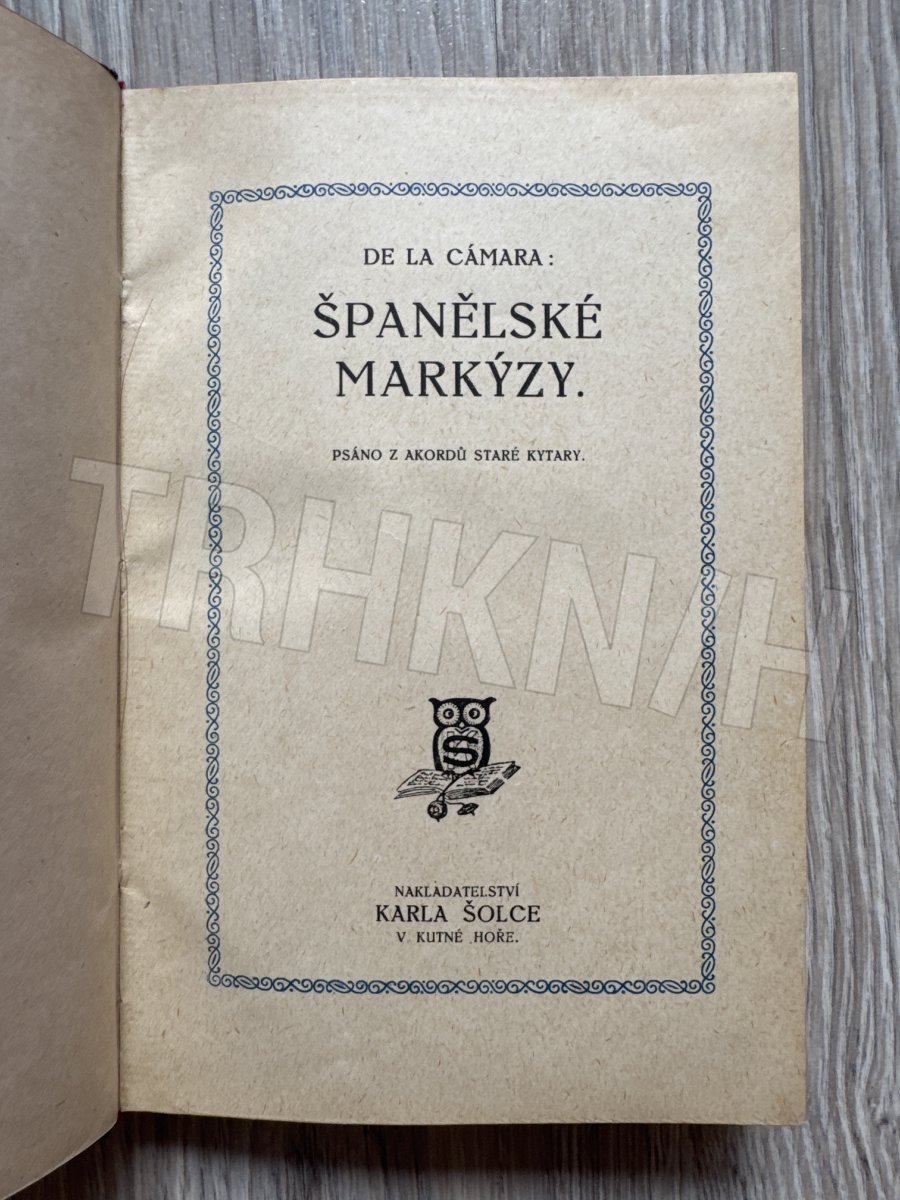 DE LA CÁMARA:
ŠPANĚLSKÉ
MARKÝZY.
PSÁNO Z AKORDŮ STARÉ KYTARY.
TRHKNIH
S
NAKLADATELSTVÍ
KARLA ŠOLCE
V KUTNÉ HOŘE.